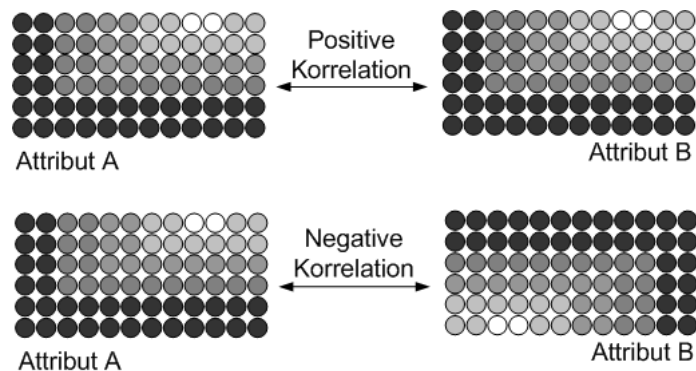 Positive
Korrelation
Attribut A
Attribut B
Negative
Korrelation
Attribut A
Attribut B